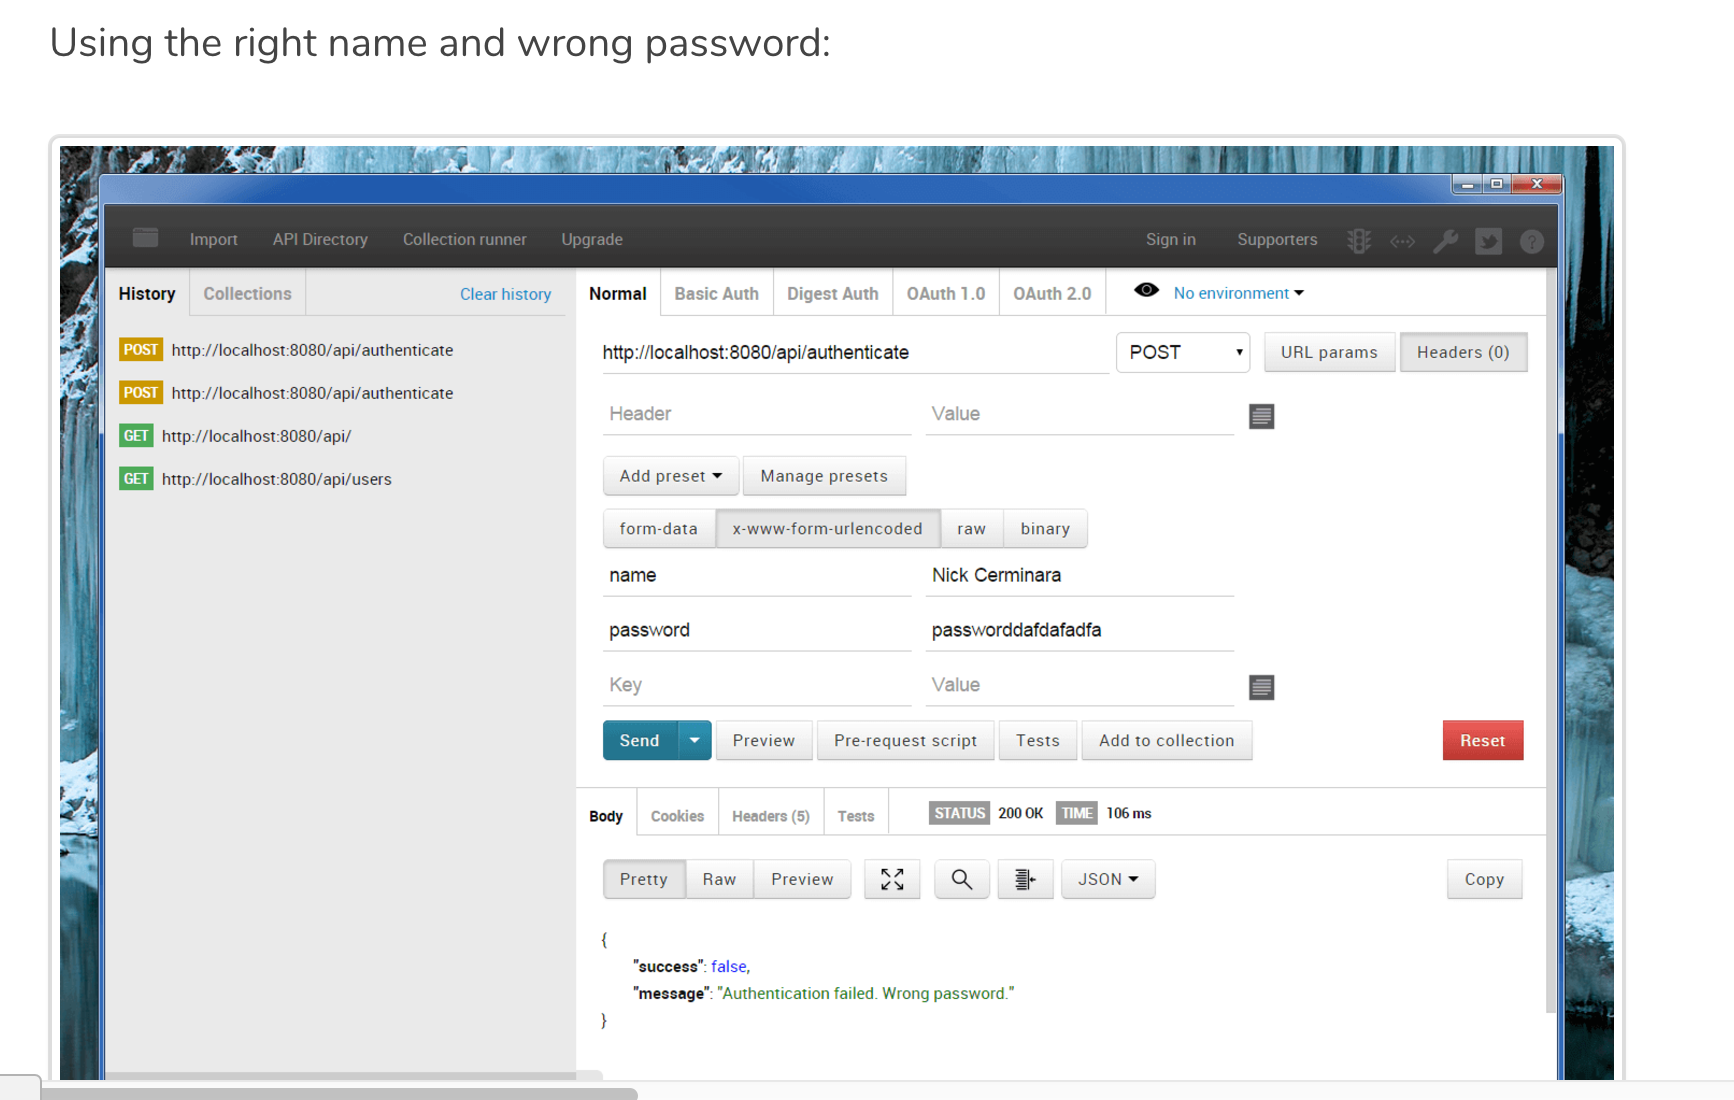 Using the right name and wrong password:
Import API Directory Collection runner Upgrade Sign in Supporters ?
History Collections Clear history
POST http://localhost:8080/api/authenticate
POST http://localhost:8080/api/authenticate
GET http://localhost:8080/api/
GET http://localhost:8080/api/users
Normal Basic Auth Digest Auth OAuth 1.0 OAuth 2.0 No environment
http://localhost:8080/api/authenticate POST URL params Headers (0)
Header Value
Add preset Manage presets
form-data x-www-form-urlencoded raw binary
name Nick Cerminara
password passworddafdafadfa
Key Value
Send Preview Pre-request script Tests Add to collection Reset
Body Cookies Headers (5) Tests STATUS 200 OK TIME 106 ms
Pretty Raw Preview JSON Copy
{
"success": false,
"message": "Authentication failed. Wrong password."
}